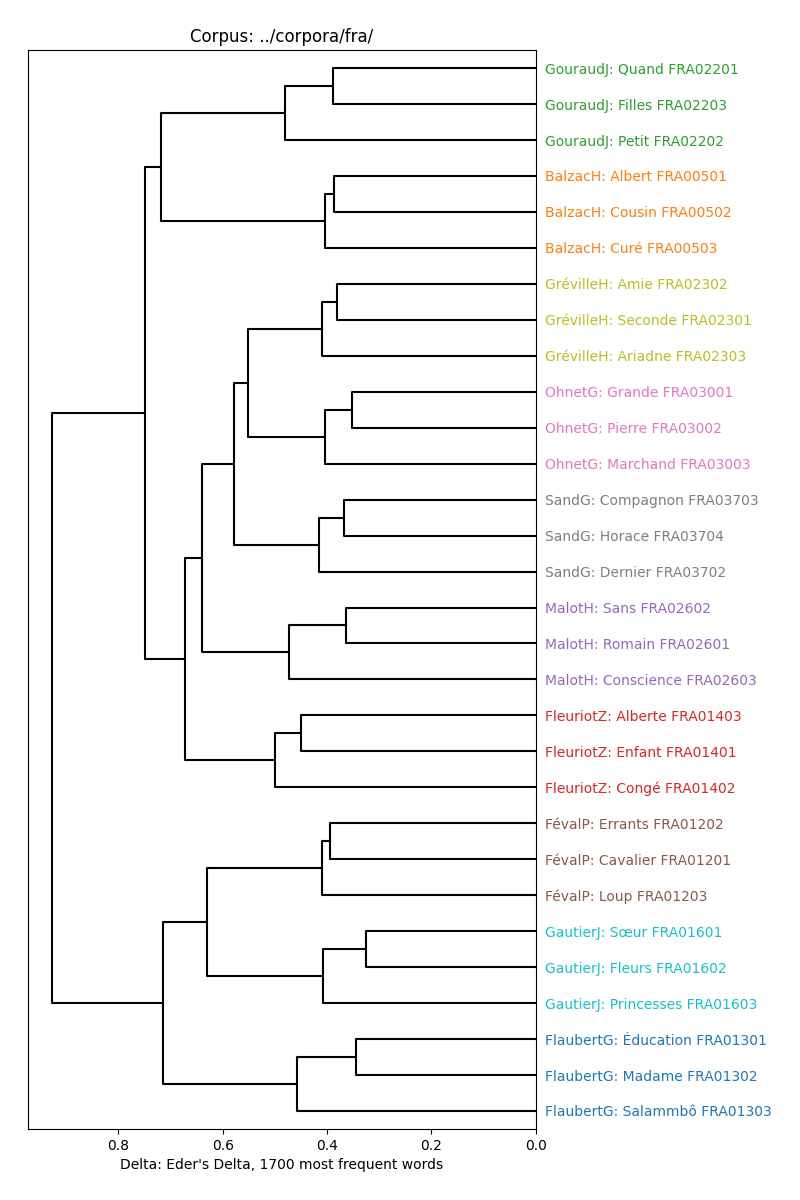 Corpus: ../corpora/fra/
GouraudJ: Quand FRA02201
GouraudJ: Filles FRA02203
GouraudJ: Petit FRA02202
BalzacH: Albert FRA00501
BalzacH: Cousin FRA00502
BalzacH: Curé FRA00503
GrévilleH: Amie FRA02302
GrévilleH: Seconde FRA02301
GrévilleH: Ariadne FRA02303
OhnetG: Grande FRA03001
OhnetG: Pierre FRA03002
OhnetG: Marchand FRA03003
SandG: Compagnon FRA03703
SandG: Horace FRA03704
SandG: Dernier FRA03702
MalotH: Sans FRA02602
MalotH: Romain FRA02601
MalotH: Conscience FRA02603
FleuriotZ: Alberte FRA01403
FleuriotZ: Enfant FRA01401
FleuriotZ: Congé FRA01402
FévalP: Errants FRA01202
FévalP: Cavalier FRA01201
FévalP: Loup FRA01203
GautierJ: Sœur FRA01601
GautierJ: Fleurs FRA01602
GautierJ: Princesses FRA01603
FlaubertG: Éducation FRA01301
FlaubertG: Madame FRA01302
FlaubertG: Salammbô FRA01303
0.8 0.6 0.4 0.2 0.0
Delta: Eder's Delta, 1700 most frequent words